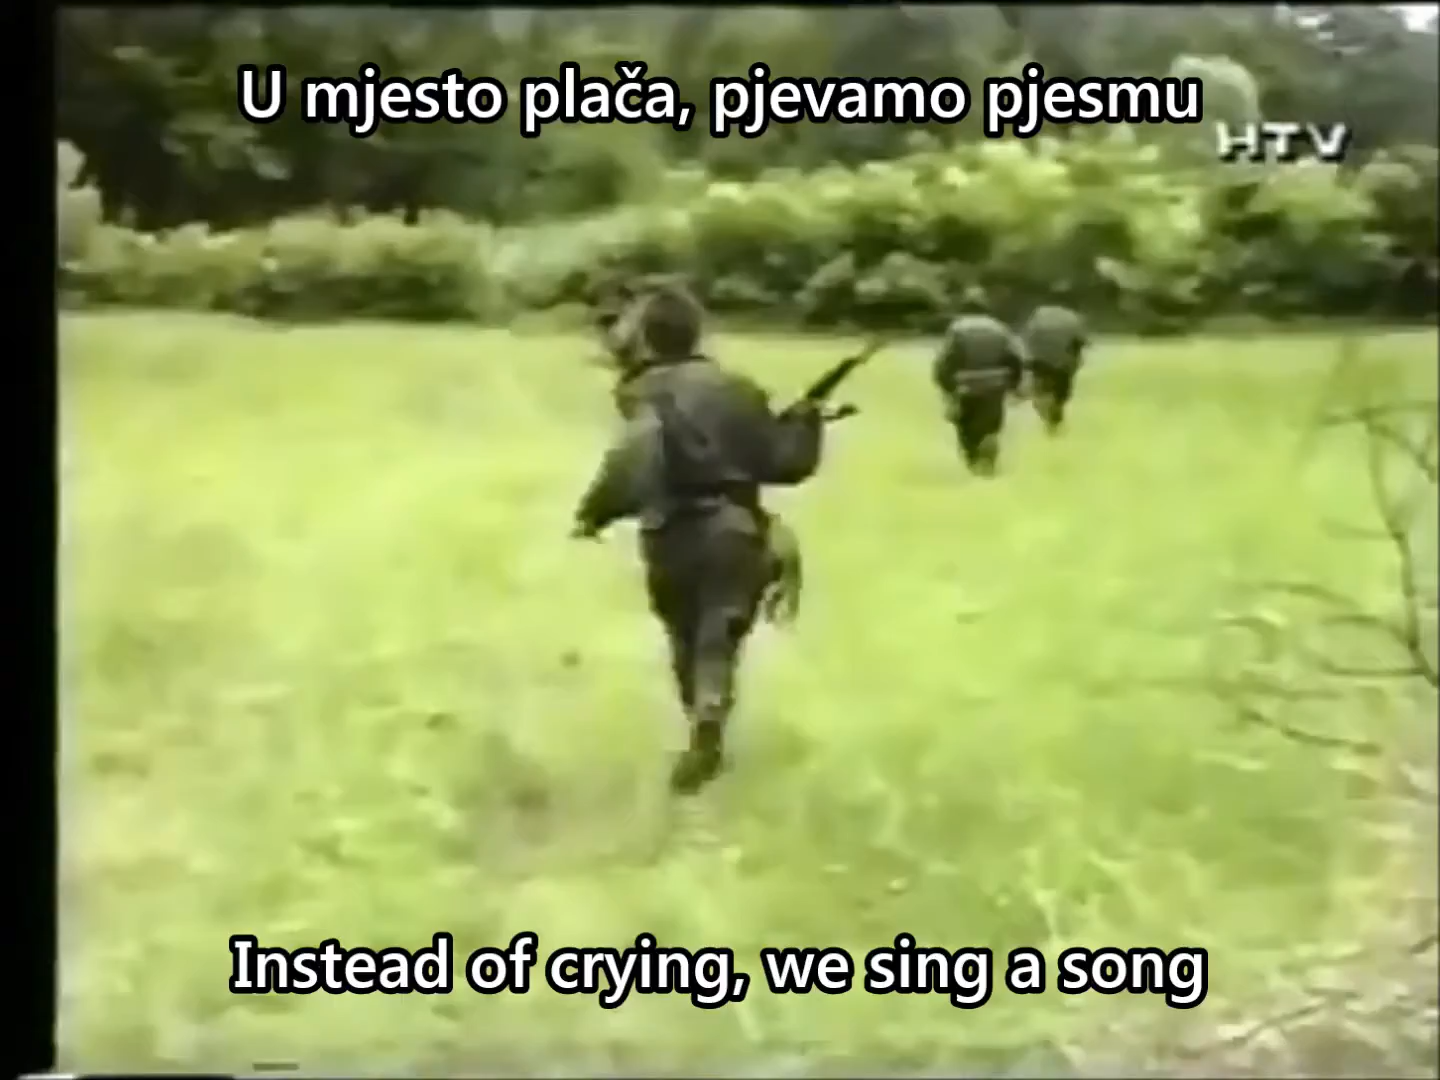 U mjesto plača, pjevamo pjesmu
HTV
Instead of crying, we sing a song